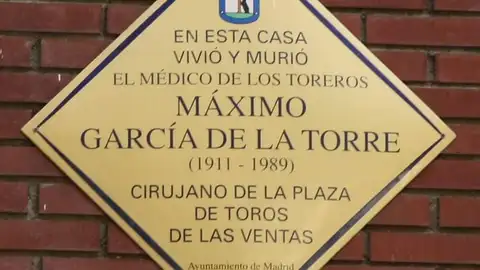 EN ESTA CASA
VIVIÓ Y MURIÓ
EL MÉDICO DE LOS TOREROS
MÁXIMO
GARCÍA DE LA TORRE
(1911 - 1989)
CIRUJANO DE LA PLAZA
DE TOROS
DE LAS VENTAS
Ayuntamiento de Madrid